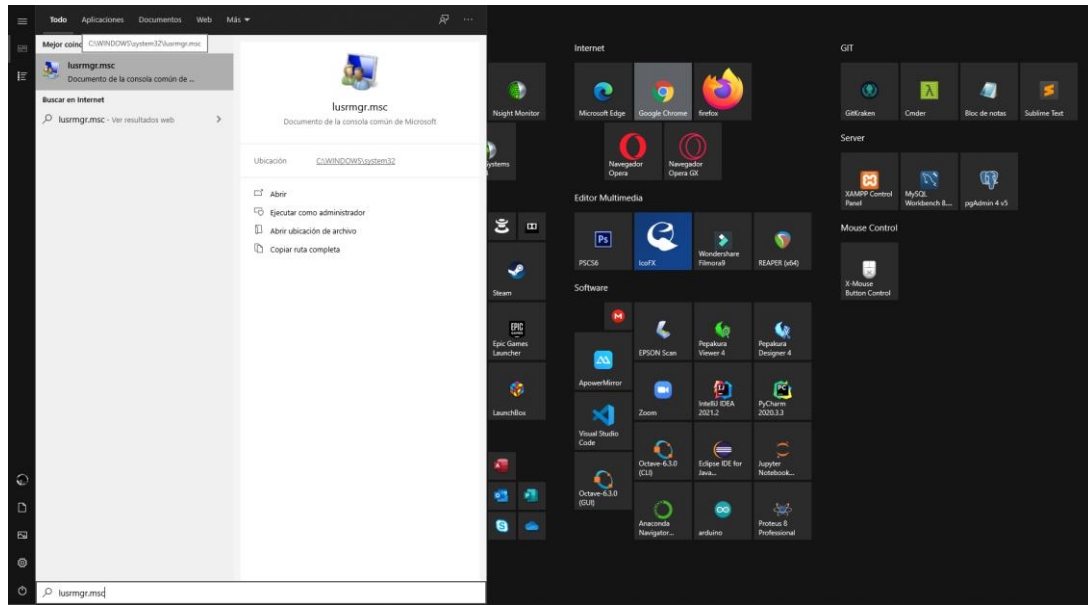 Todo Aplicaciones Documentos Web Más
Mejor coinc
C:\WINDOWS\system32\lusrmgr.msc
lusrmgr.msc
Documento de la consola común de ...
Buscar en Internet
lusrmgr.msc - Ver resultados web
lusrmgr.msc
Documento de la consola común de Microsoft
Ubicación C:\WINDOWS\system32
Abrir
Ejecutar como administrador
Abrir ubicación de archivo
Copiar ruta completa
lusrmgr.msc
Nsight Monitor
ystems
Steam
EPIC
GAMES
Epic Games
Launcher
LaunchBox
Internet
Microsoft Edge Google Chrome firefox
Navegador
Opera
Navegador
Opera GX
Editor Multimedia
Ps
PSCS6 IcoFX
Wondershare
Filmora9
REAPER (x64)
Software
M
EPSON Scan
Pepakura
Viewer 4
Pepakura
Designer 4
ApowerMirror
Zoom
IntelliJ IDEA
2021.2
PyCharm
2020.3.3
Visual Studio
Code
Octave-6.3.0
(CLI)
Eclipse IDE for
Java...
Jupyter
Notebook...
Octave-6.3.0
(GUI)
Anaconda
Navigator...
arduino
Proteus 8
Professional
GIT
GitKraken Cmder Bloc de notas Sublime Text
Server
XAMPP Control
Panel
MySQL
Workbench 8....
pgAdmin 4 v5
Mouse Control
X-Mouse
Button Control